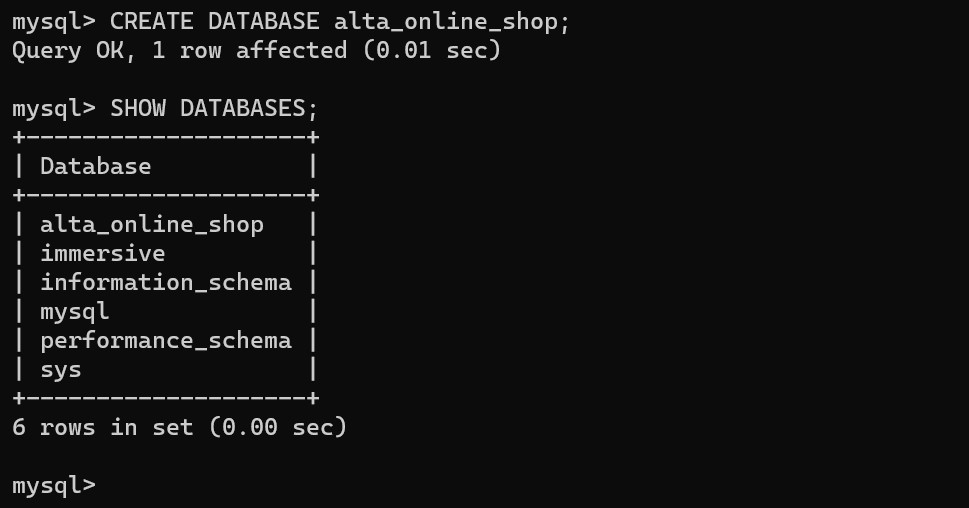 mysql> CREATE DATABASE alta_online_shop;
Query OK, 1 row affected (0.01 sec)

mysql> SHOW DATABASES;
+--------------------+
| Database           |
+--------------------+
| alta_online_shop   |
| immersive          |
| information_schema |
| mysql              |
| performance_schema |
| sys                |
+--------------------+
6 rows in set (0.00 sec)

mysql>